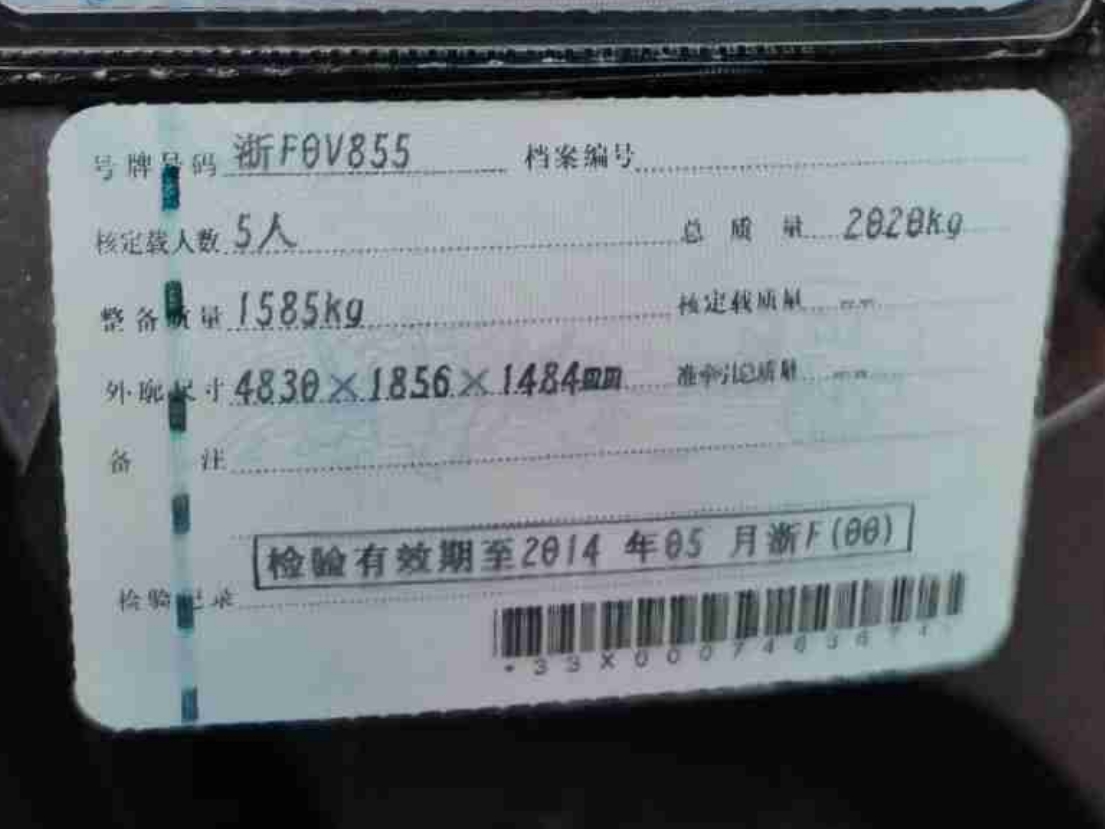 号牌号码 浙F0V855 档案编号
核定载人数 5人 总质量 2020kg
整备质量 1585kg 核定载质量 --
外廓尺寸 4830×1856×1484mm 准牵引总质量 --
备注
检验有效期至2014年05月浙F(00)
检验记录